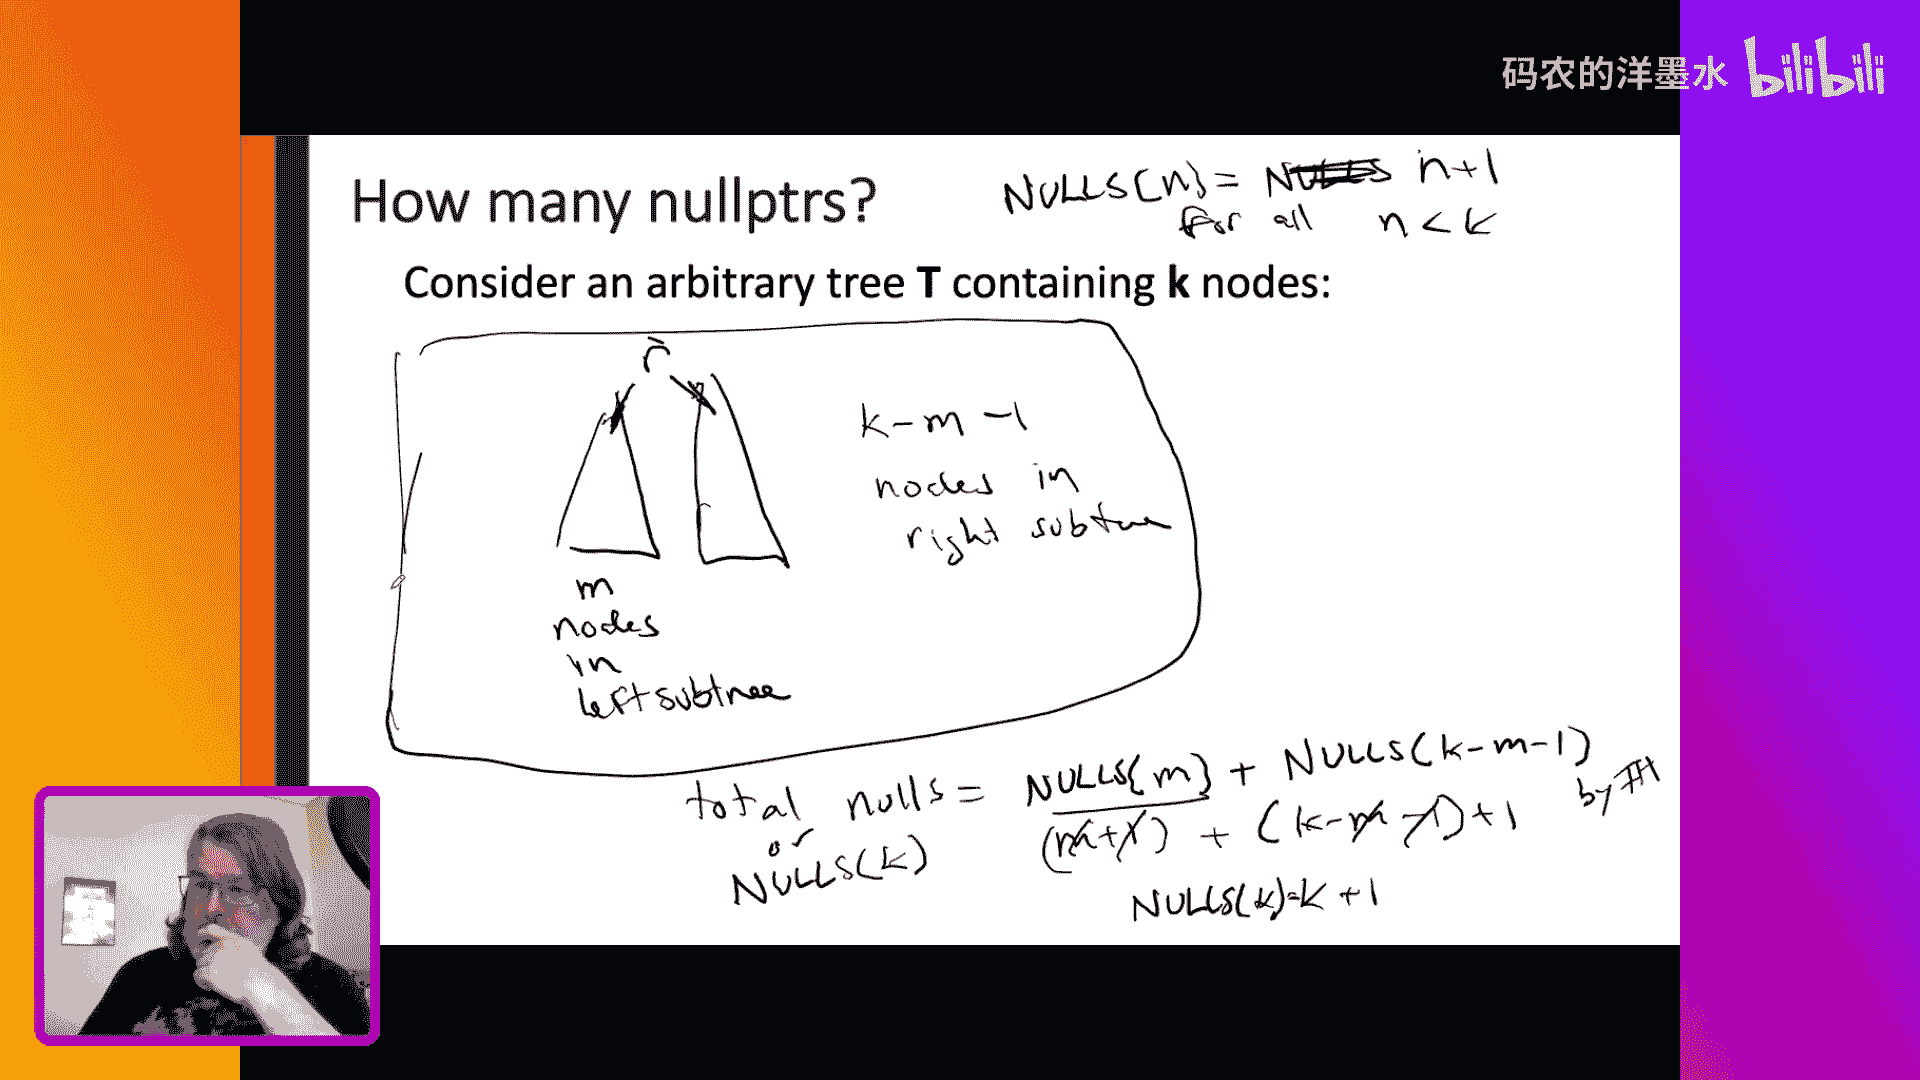 码农的洋墨水 bilibili
How many nullptrs?
NULLS(n) = n+1
for all n < k
Consider an arbitrary tree T containing k nodes:
r
k-m-1
nodes in
right subtree
m
nodes
in
left subtree
total nulls = NULLS(m) + NULLS(k-m-1)
by IH
or
(m+1) + (k-m-1)+1
NULLS(k)
NULLS(k)=k+1